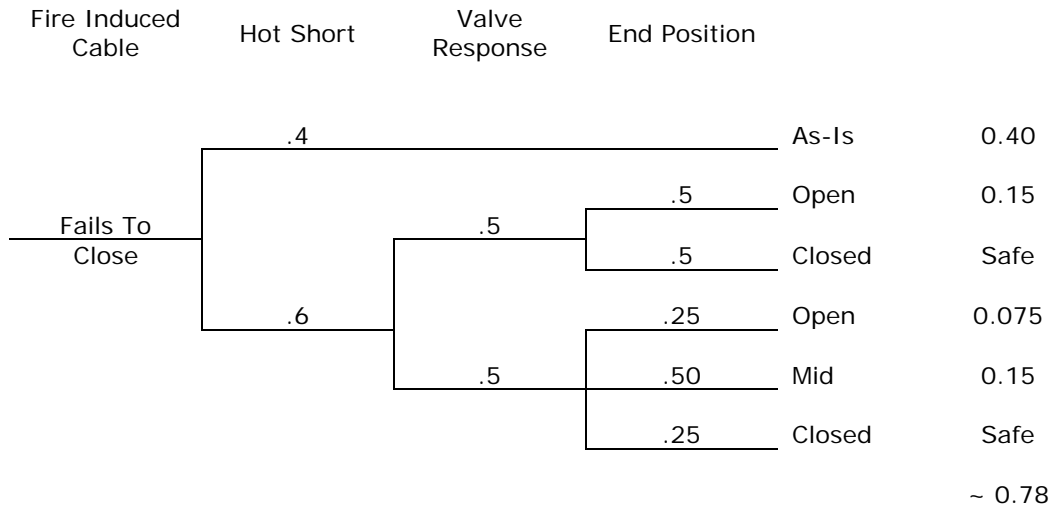 Fire Induced
Cable
Hot Short
Valve
Response
End Position
.4
As-Is
0.40
.5
Open
0.15
Fails To
Close
.5
.5
Closed
Safe
.6
.25
Open
0.075
.5
.50
Mid
0.15
.25
Closed
Safe
~ 0.78